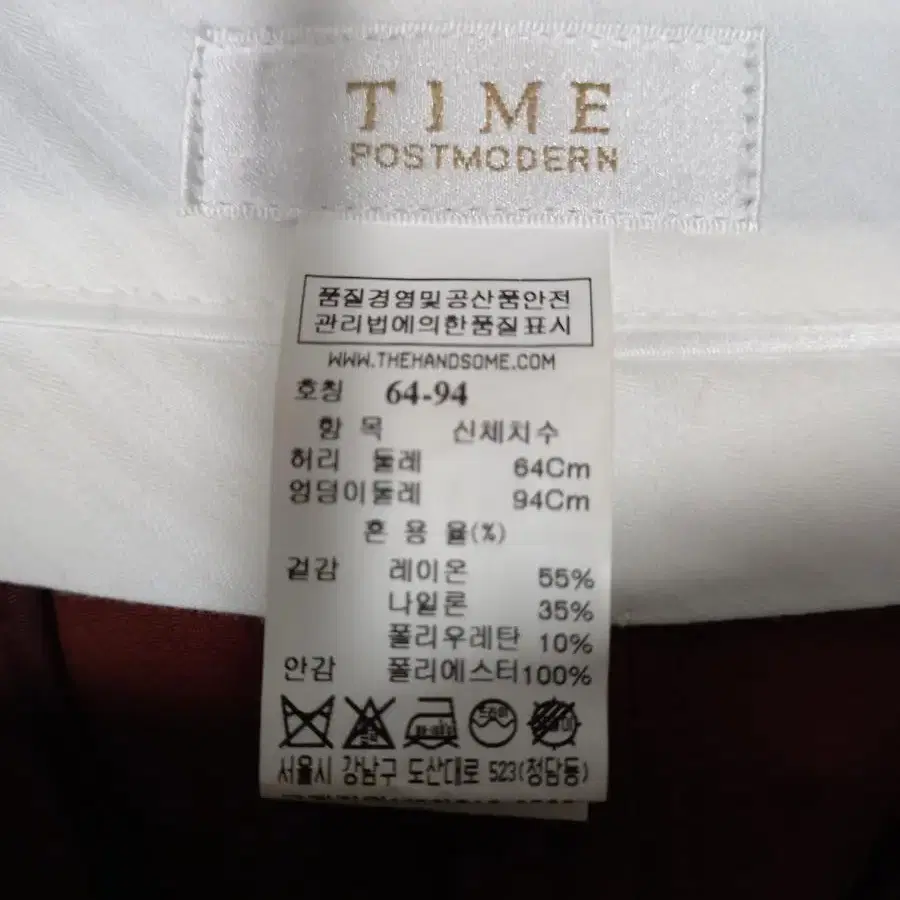 TIME
POSTMODERN
품질경영및공산품안전
관리법에의한품질표시
WWW.THEHANDSOME.COM
호칭 64-94
항 목 신체치수
허리 둘레 64Cm
엉덩이둘레 94Cm
혼 용 율(%)
겉감 레이온 55%
나일론 35%
폴리우레탄 10%
안감 폴리에스터100%
드라이
서울시 강남구 도산대로 523(청담동)